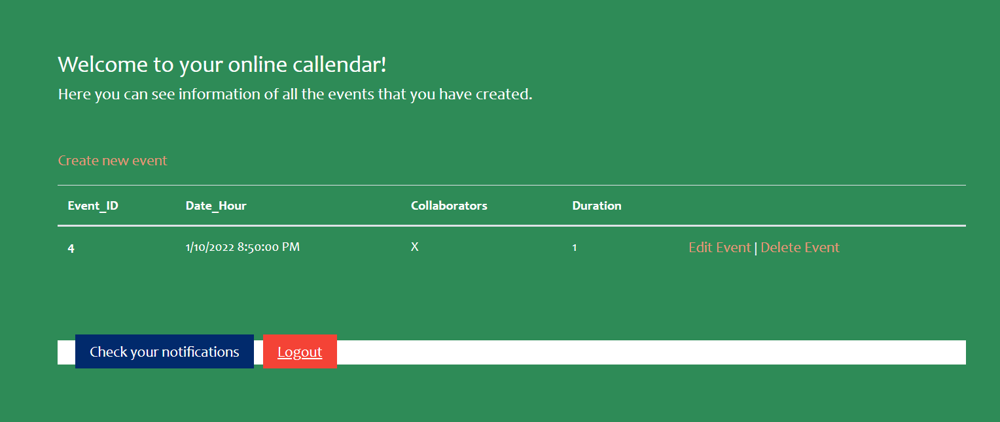 Welcome to your online callendar!
Here you can see information of all the events that you have created.
Create new event
Event_ID Date_Hour Collaborators Duration
4 1/10/2022 8:50:00 PM X 1 Edit Event | Delete Event
Check your notifications Logout